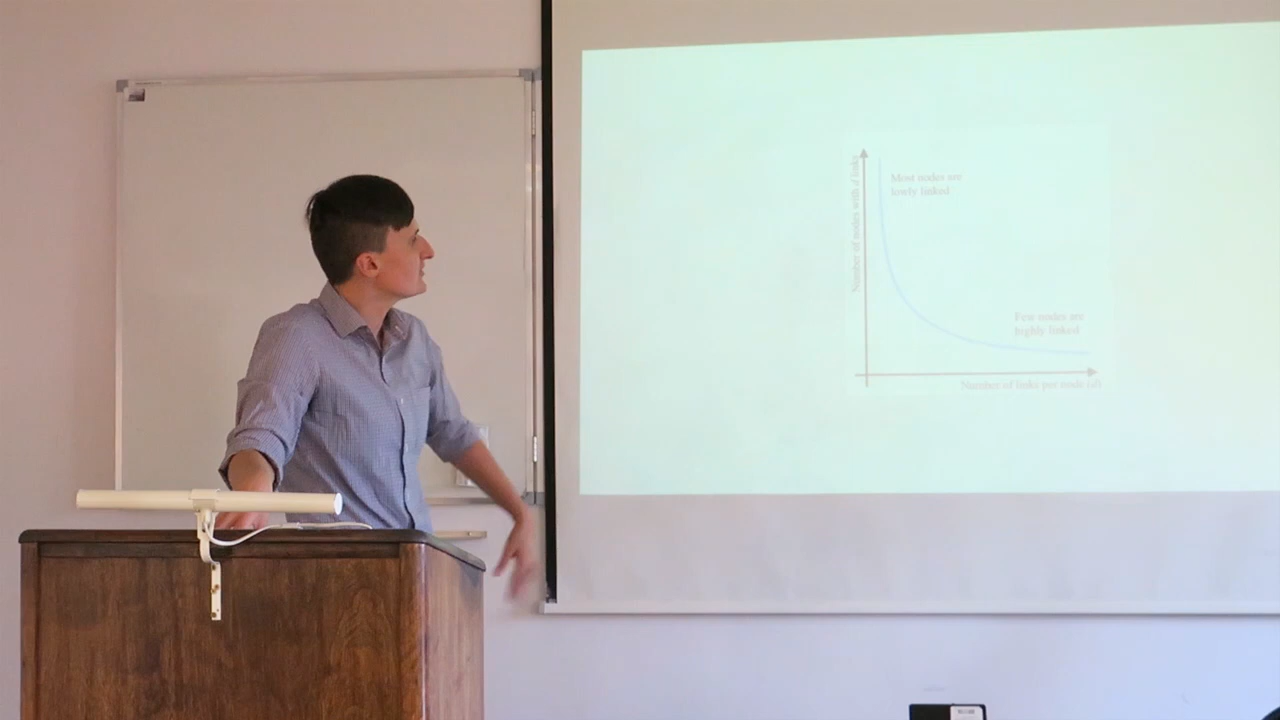 Number of nodes with d links
Most nodes are
lowly linked
Few nodes are
highly linked
Number of links per node (d)